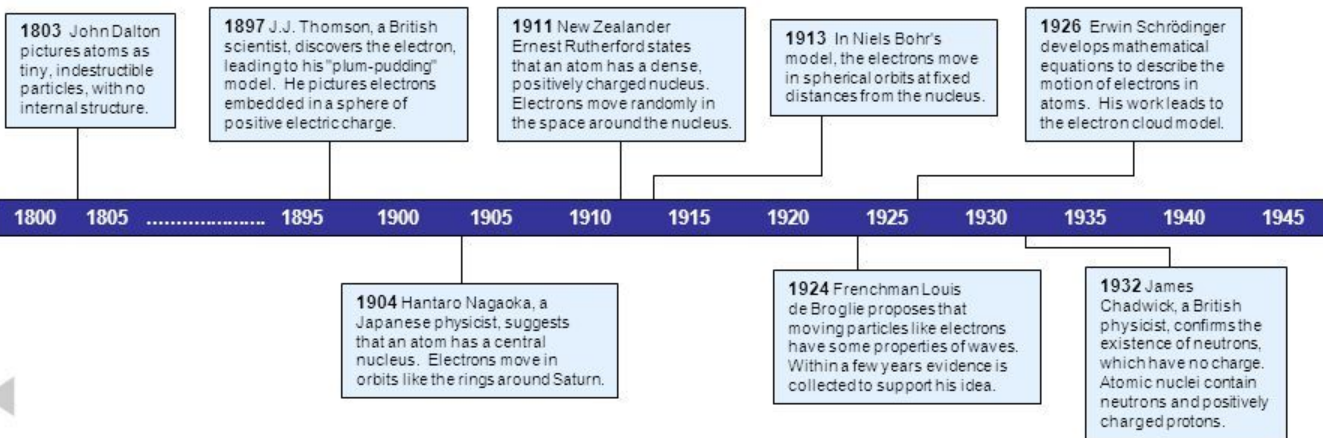 1803 John Dalton
pictures atoms as
tiny, indestructible
particles, with no
internal structure.
1897 J.J. Thomson, a British
scientist, discovers the electron,
leading to his "plum-pudding"
model. He pictures electrons
embedded in a sphere of
positive electric charge.
1911 New Zealander
Ernest Rutherford states
that an atom has a dense,
positively charged nucleus.
Electrons move randomly in
the space around the nucleus.
1913 In Niels Bohr's
model, the electrons move
in spherical orbits at fixed
distances from the nucleus.
1926 Erwin Schrödinger
develops mathematical
equations to describe the
motion of electrons in
atoms. His work leads to
the electron cloud model.
1800 1805 ..................... 1895 1900 1905 1910 1915 1920 1925 1930 1935 1940 1945
1904 Hantaro Nagaoka, a
Japanese physicist, suggests
that an atom has a central
nucleus. Electrons move in
orbits like the rings around Saturn.
1924 Frenchman Louis
de Broglie proposes that
moving particles like electrons
have some properties of waves.
Within a few years evidence is
collected to support his idea.
1932 James
Chadwick, a British
physicist, confirms the
existence of neutrons,
which have no charge.
Atomic nuclei contain
neutrons and positively
charged protons.